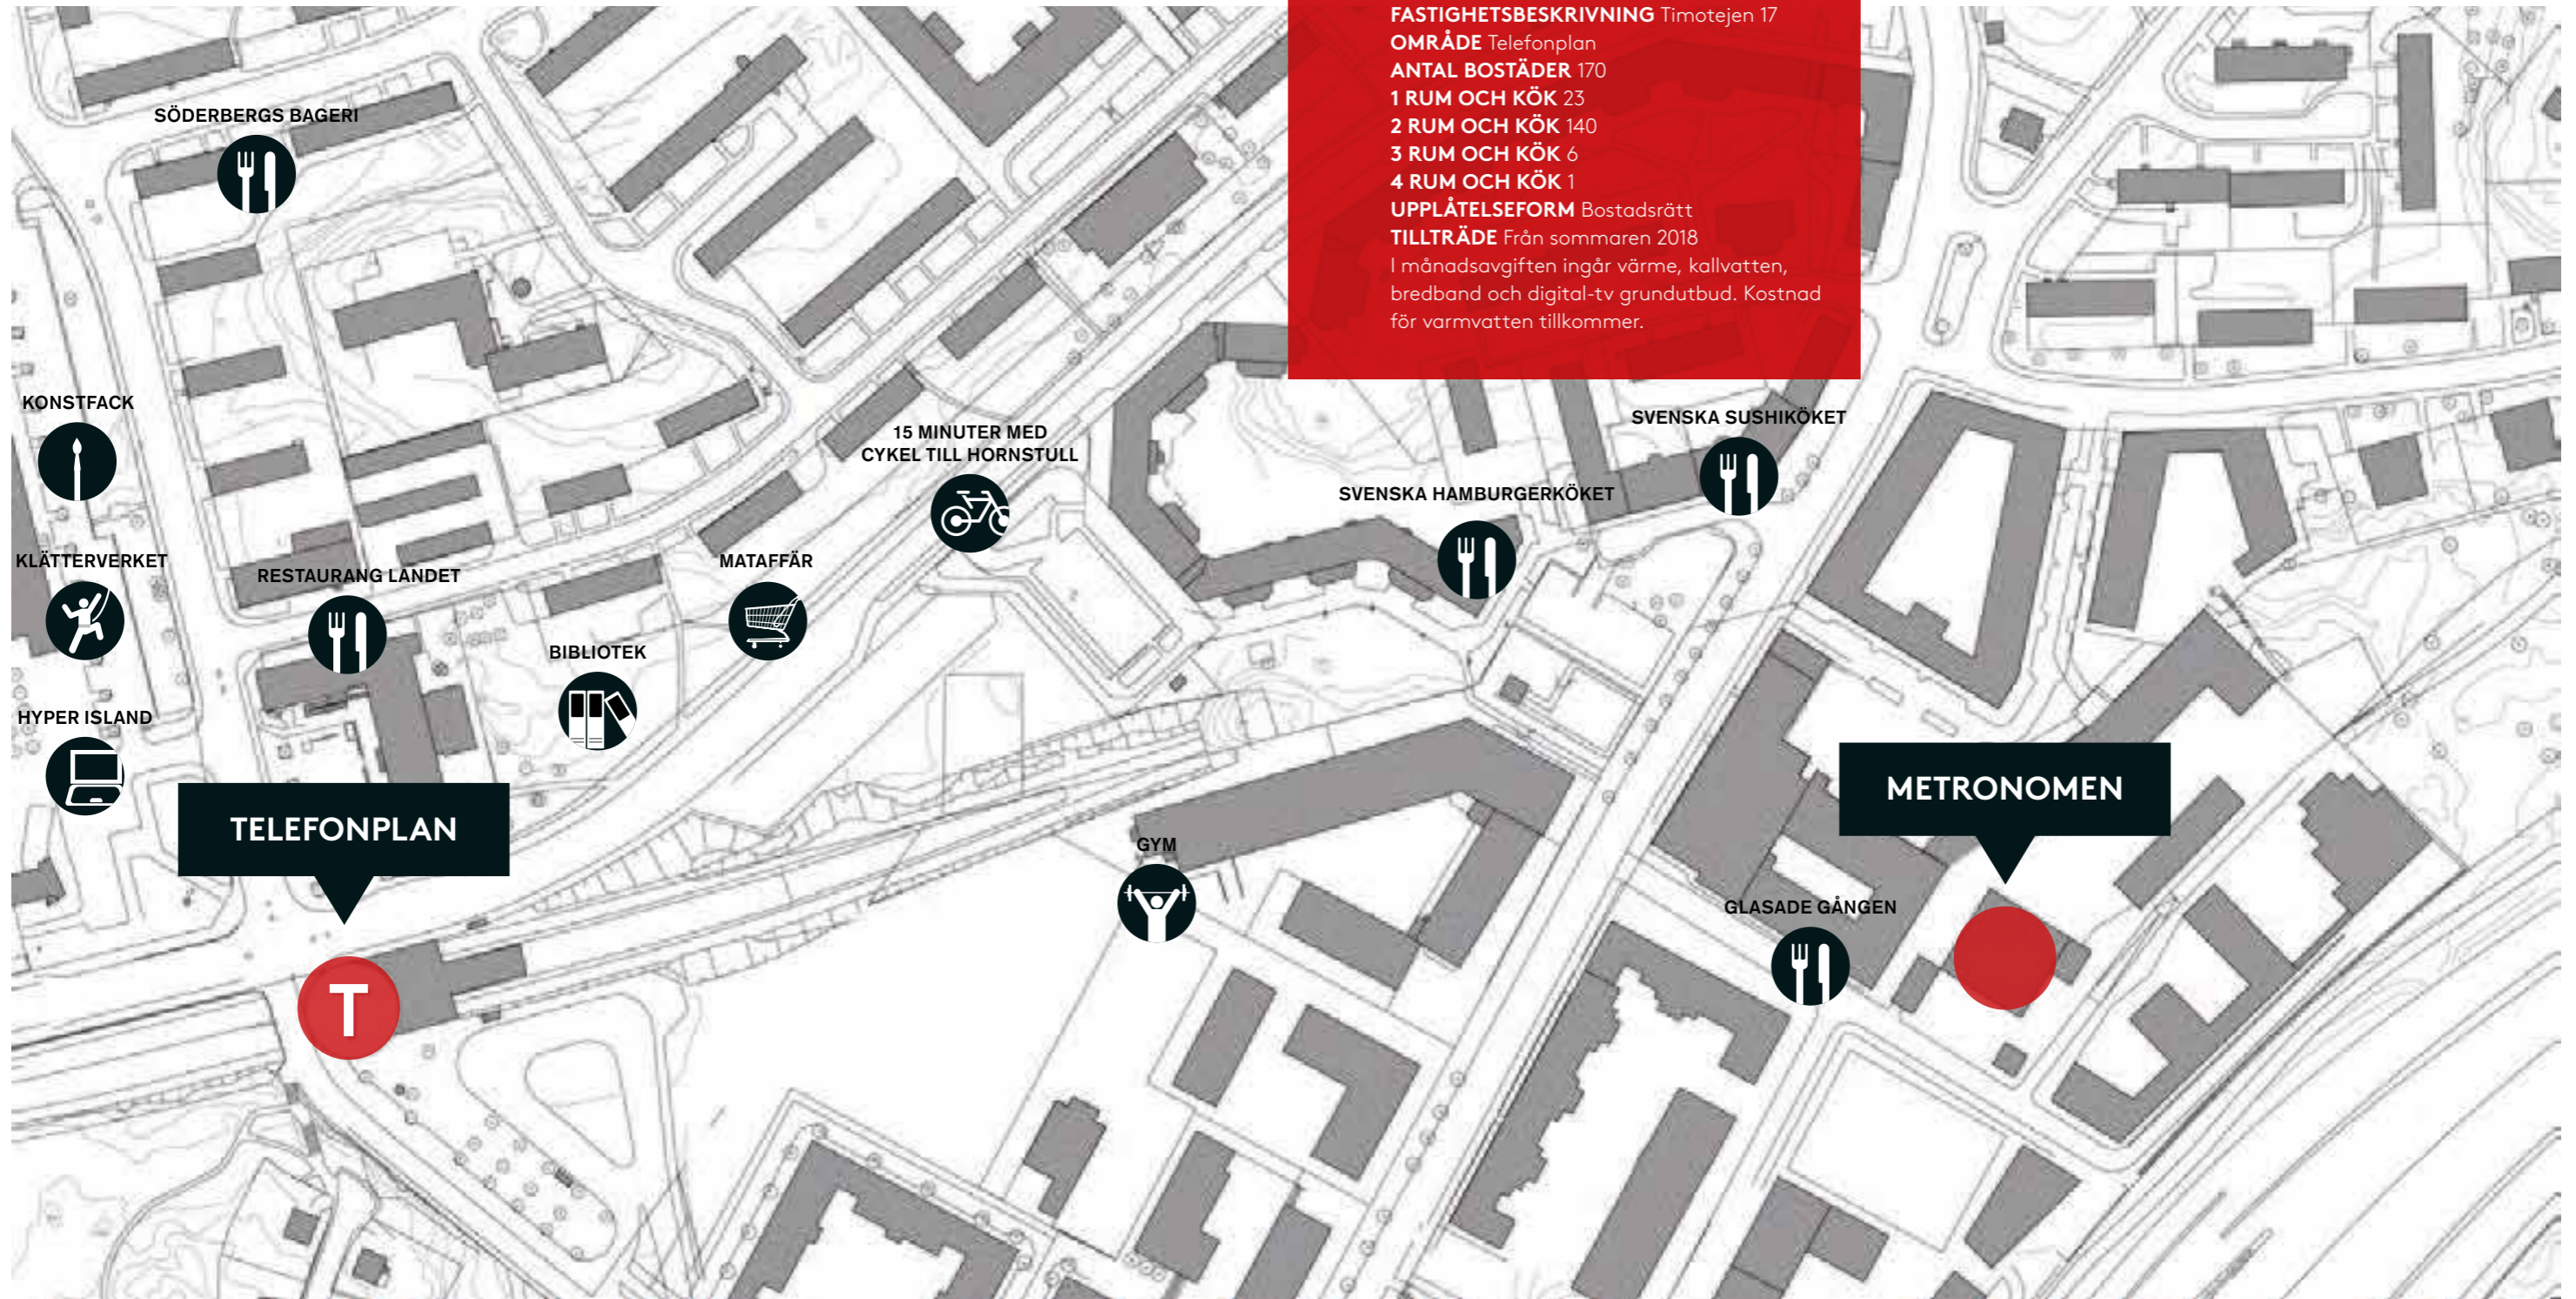 FASTIGHETSBESKRIVNING Timotejen 17
OMRÅDE Telefonplan
ANTAL BOSTÄDER 170
1 RUM OCH KÖK 23
2 RUM OCH KÖK 140
3 RUM OCH KÖK 6
4 RUM OCH KÖK 1
UPPLÅTELSEFORM Bostadsrätt
TILLTRÄDE Från sommaren 2018
I månadsavgiften ingår värme, kallvatten,
bredband och digital-tv grundutbud. Kostnad
för varmvatten tillkommer.
SÖDERBERGS BAGERI
KONSTFACK
15 MINUTER MED
CYKEL TILL HORNSTULL
SVENSKA SUSHIKÖKET
SVENSKA HAMBURGERKÖKET
KLÄTTERVERKET
RESTAURANG LANDET
MATAFFÄR
BIBLIOTEK
HYPER ISLAND
TELEFONPLAN
METRONOMEN
GYM
GLASADE GÅNGEN
T